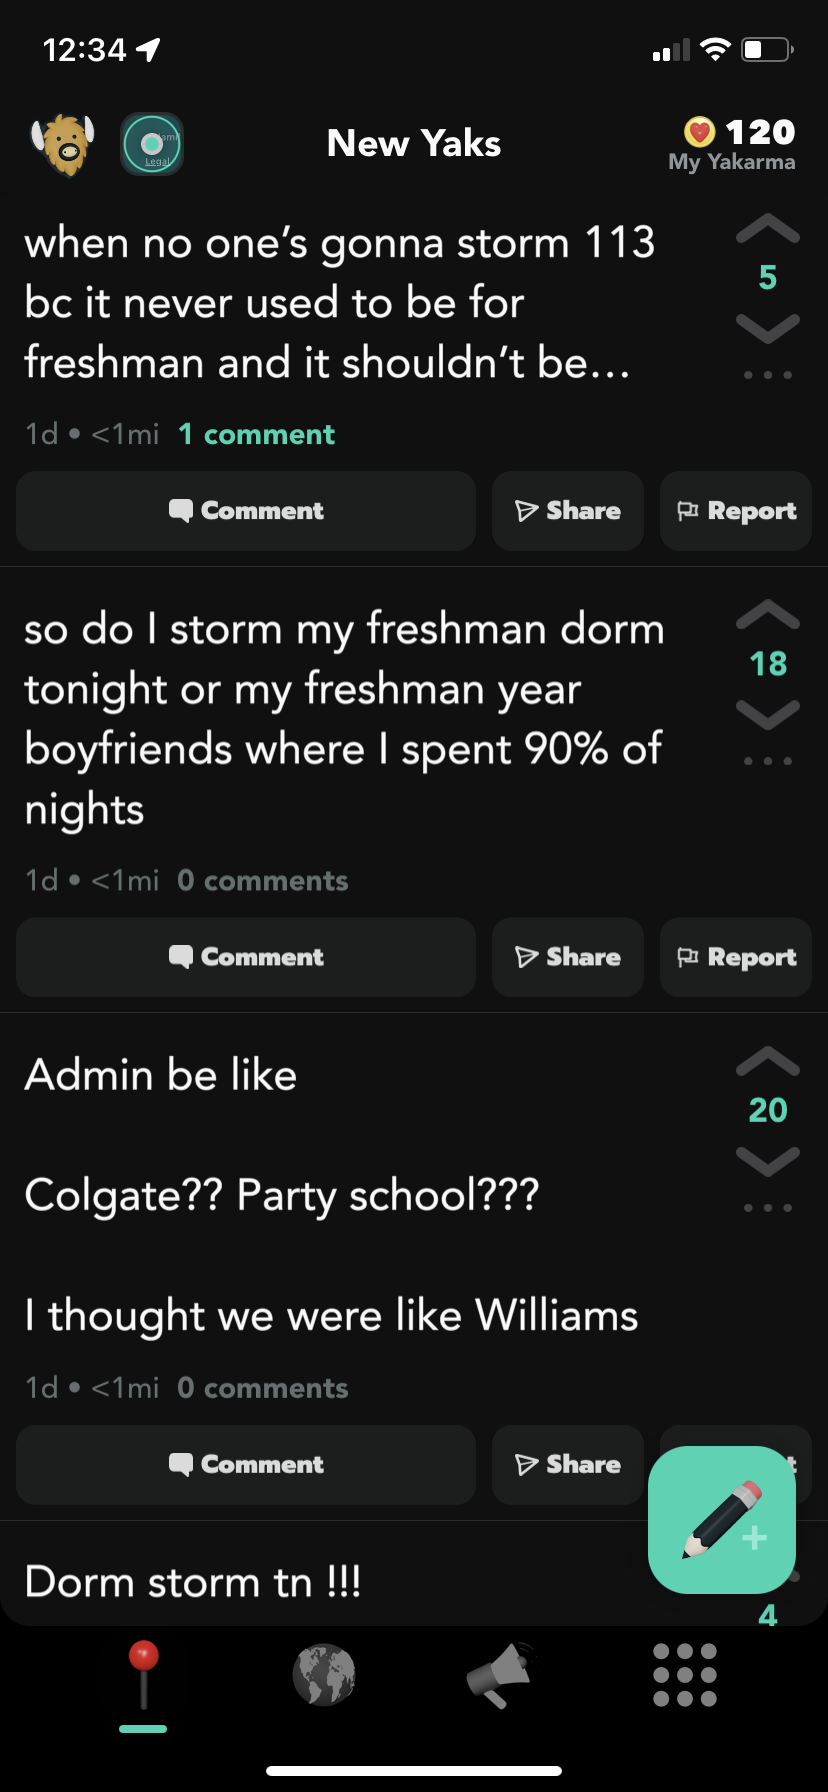 12:34
Hamil
Legal
New Yaks
120
My Yakarma
when no one’s gonna storm 113
bc it never used to be for
freshman and it shouldn’t be...
5
1d • <1mi 1 comment
Comment Share Report
so do I storm my freshman dorm
tonight or my freshman year
boyfriends where I spent 90% of
nights
18
1d • <1mi 0 comments
Comment Share Report
Admin be like
Colgate?? Party school???
I thought we were like Williams
20
1d • <1mi 0 comments
Comment Share
Dorm storm tn !!!
4